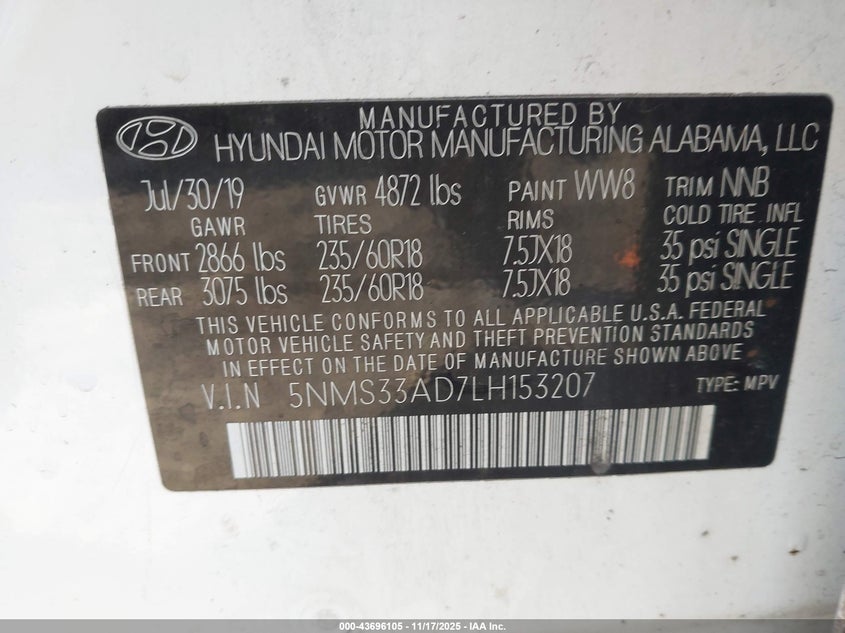 MANUFACTURED BY
HYUNDAI MOTOR MANUFACTURING ALABAMA, LLC
Jul/30/19 GVWR 4872 lbs PAINT WW8 TRIM NNB
GAWR TIRES RIMS COLD TIRE INFL
FRONT 2866 lbs 235/60R18 7.5JX18 35 psi SINGLE
REAR 3075 lbs 235/60R18 7.5JX18 35 psi SINGLE
THIS VEHICLE CONFORMS TO ALL APPLICABLE U.S.A. FEDERAL
MOTOR VEHICLE SAFETY AND THEFT PREVENTION STANDARDS
IN EFFECT ON THE DATE OF MANUFACTURE SHOWN ABOVE
V.I.N 5NMS33AD7LH153207 TYPE: MPV
000-43696105 — 11/17/2025 — IAA Inc.